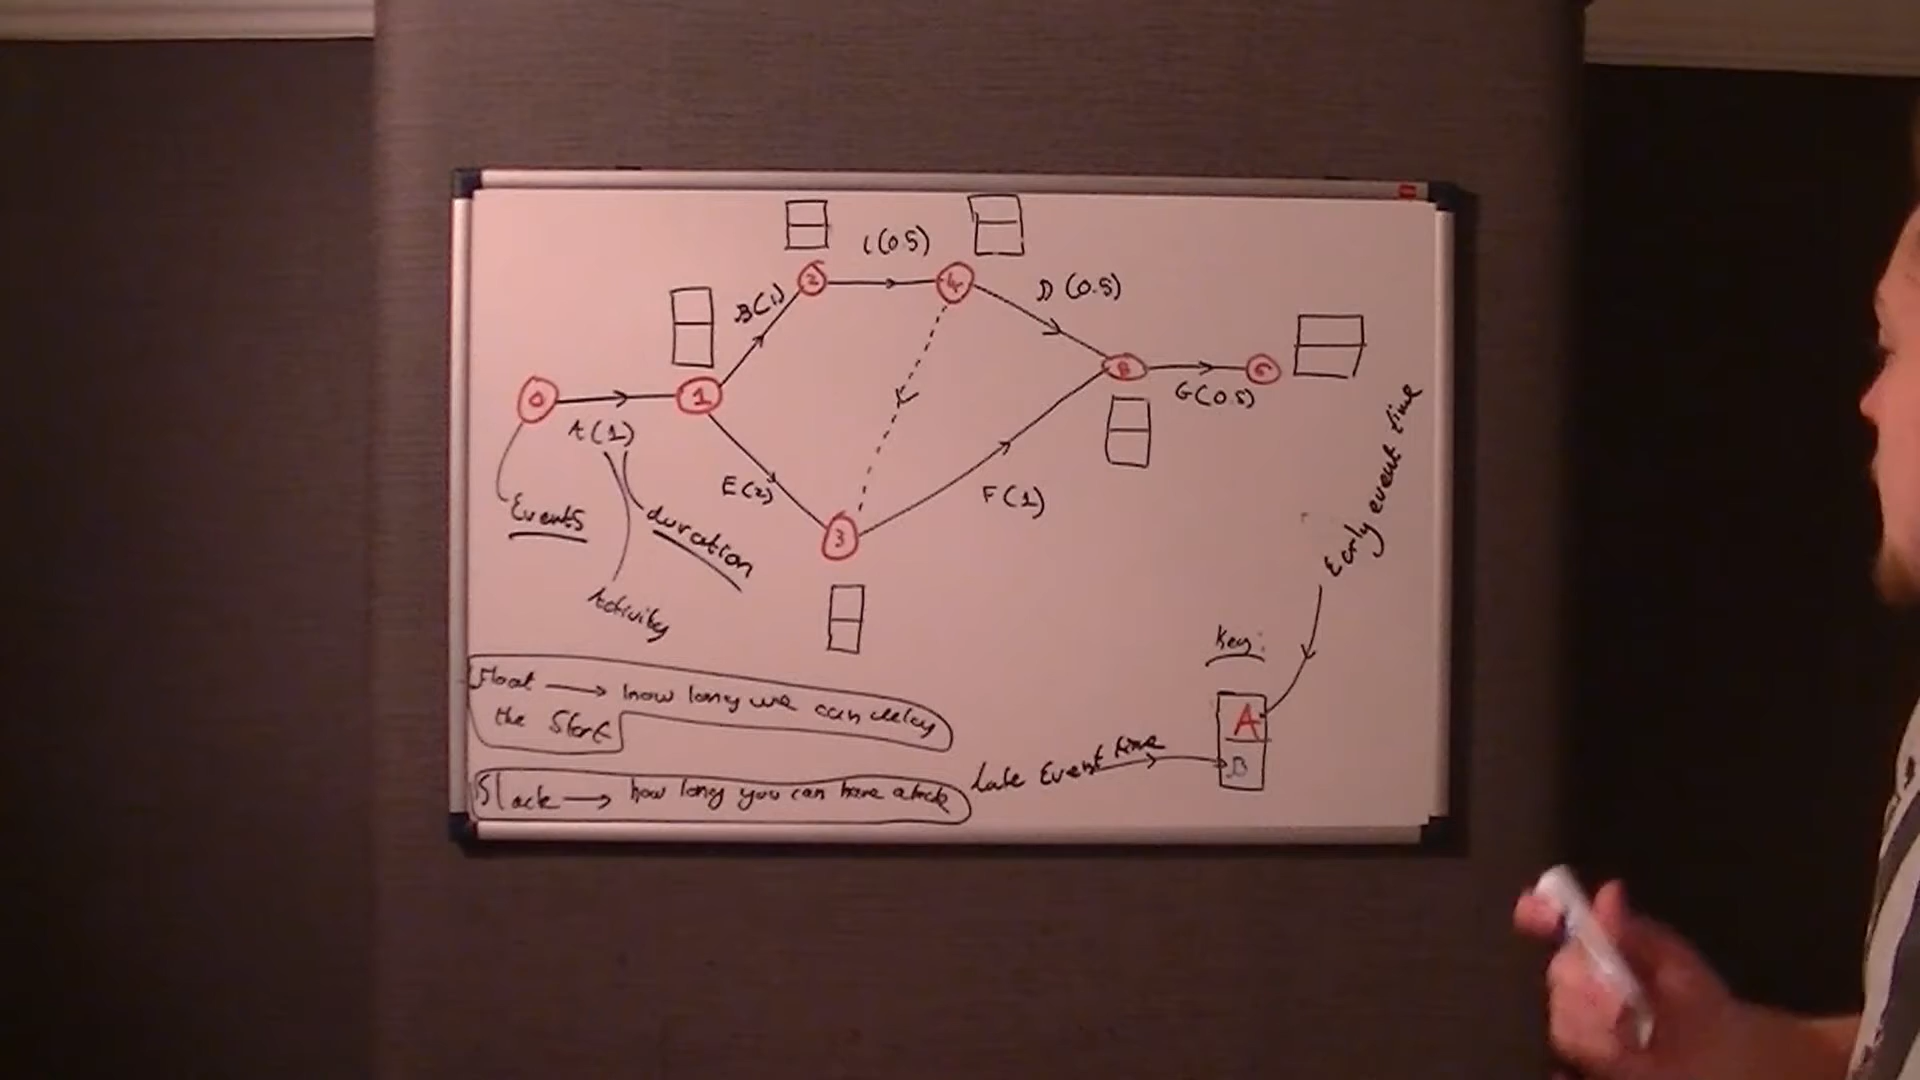 C(0.5)
2
4
D (0.5)
B(1)
0
1
A(1)
5
6
G(0.5)
E(2)
F(1)
3
Events
duration
Activity
Early event time
Key:
A
B
Late Event time
Float → how long we can delay
the Start
Slack → how long you can have a